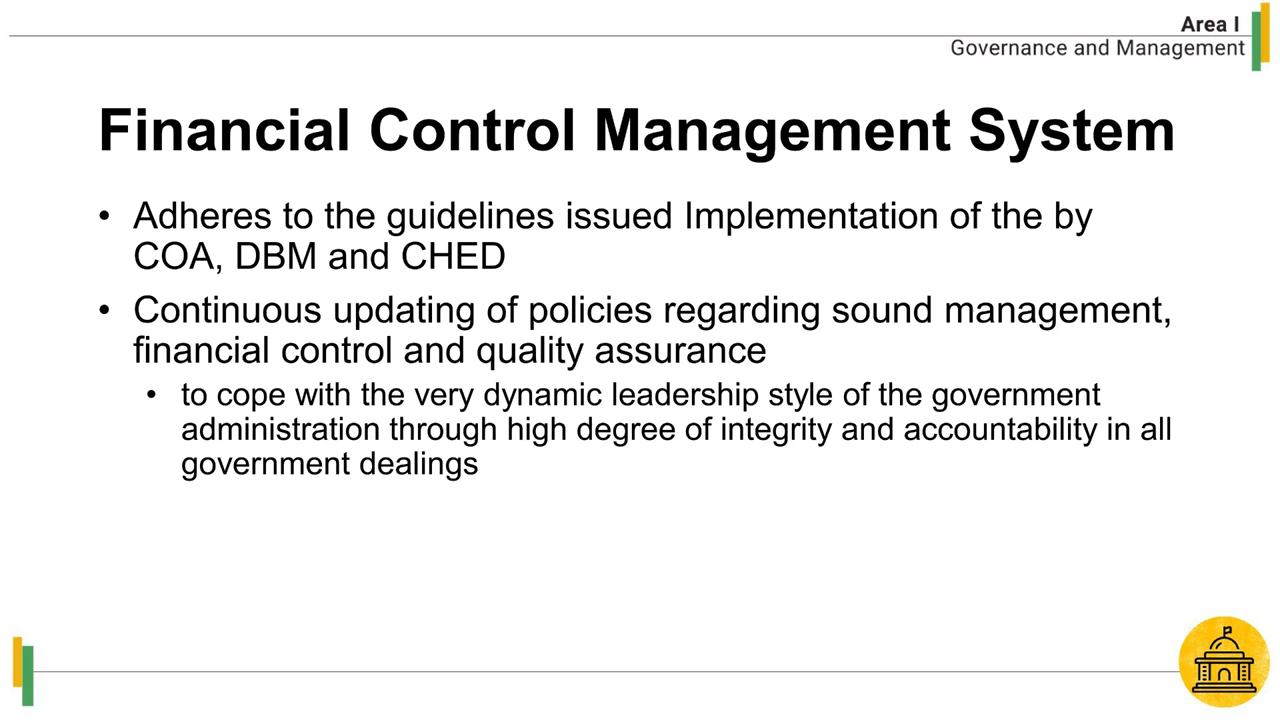 Area I
Governance and Management
Financial Control Management System
• Adheres to the guidelines issued Implementation of the by
COA, DBM and CHED
• Continuous updating of policies regarding sound management,
financial control and quality assurance
• to cope with the very dynamic leadership style of the government
administration through high degree of integrity and accountability in all
government dealings